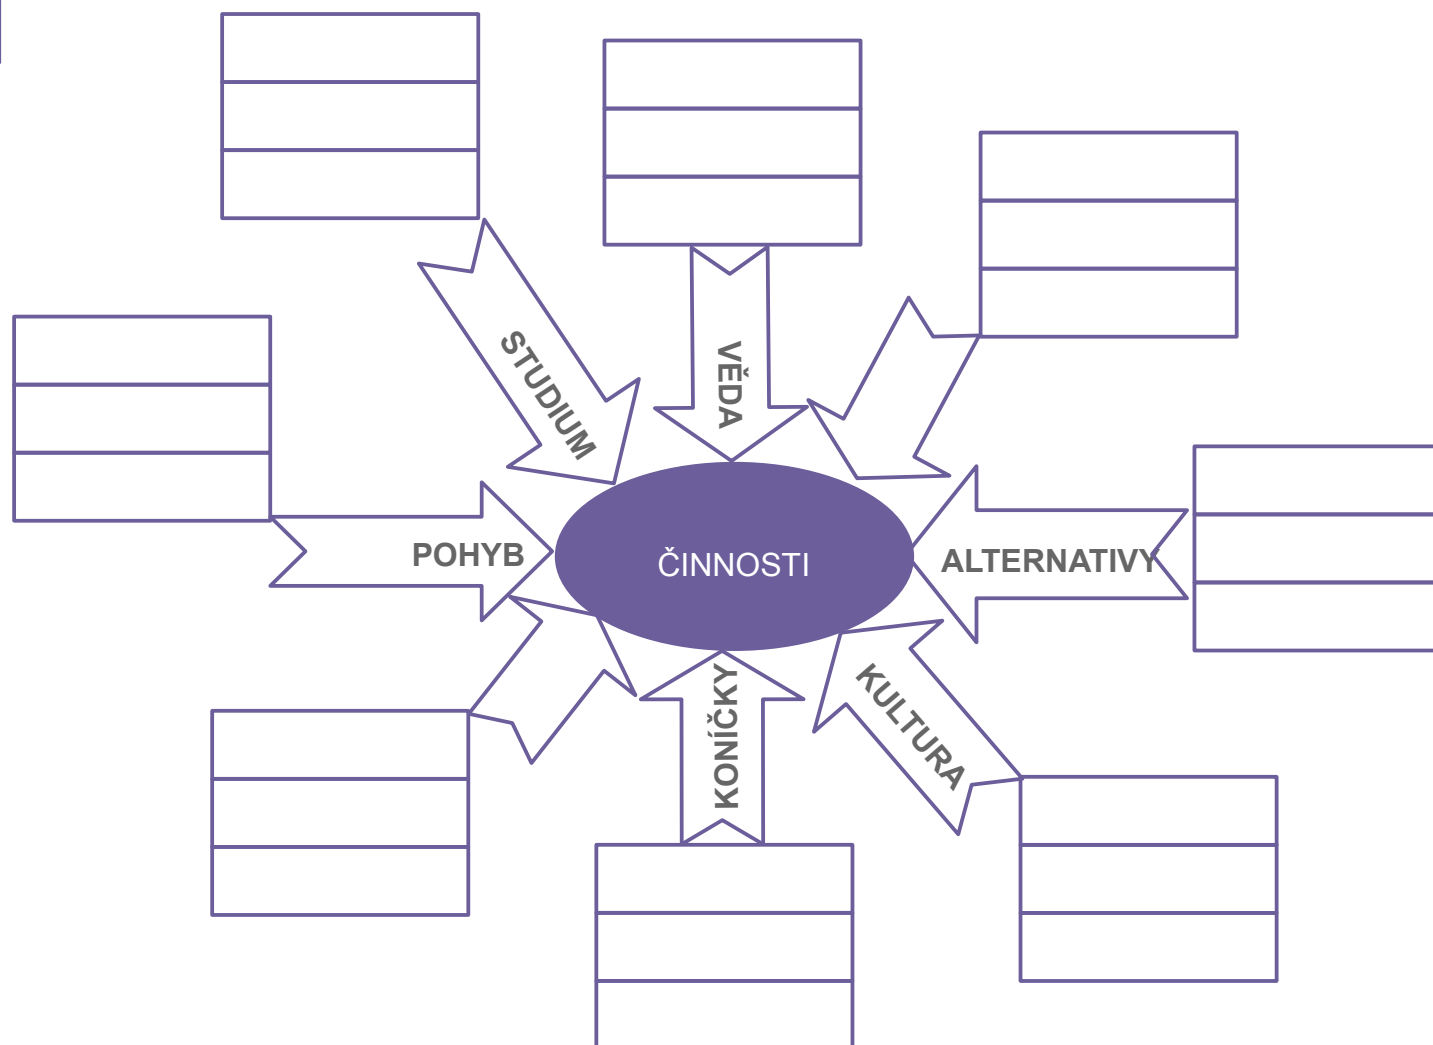 STUDIUM
VĚDA
POHYB
ČINNOSTI
ALTERNATIVY
KONÍČKY
KULTURA